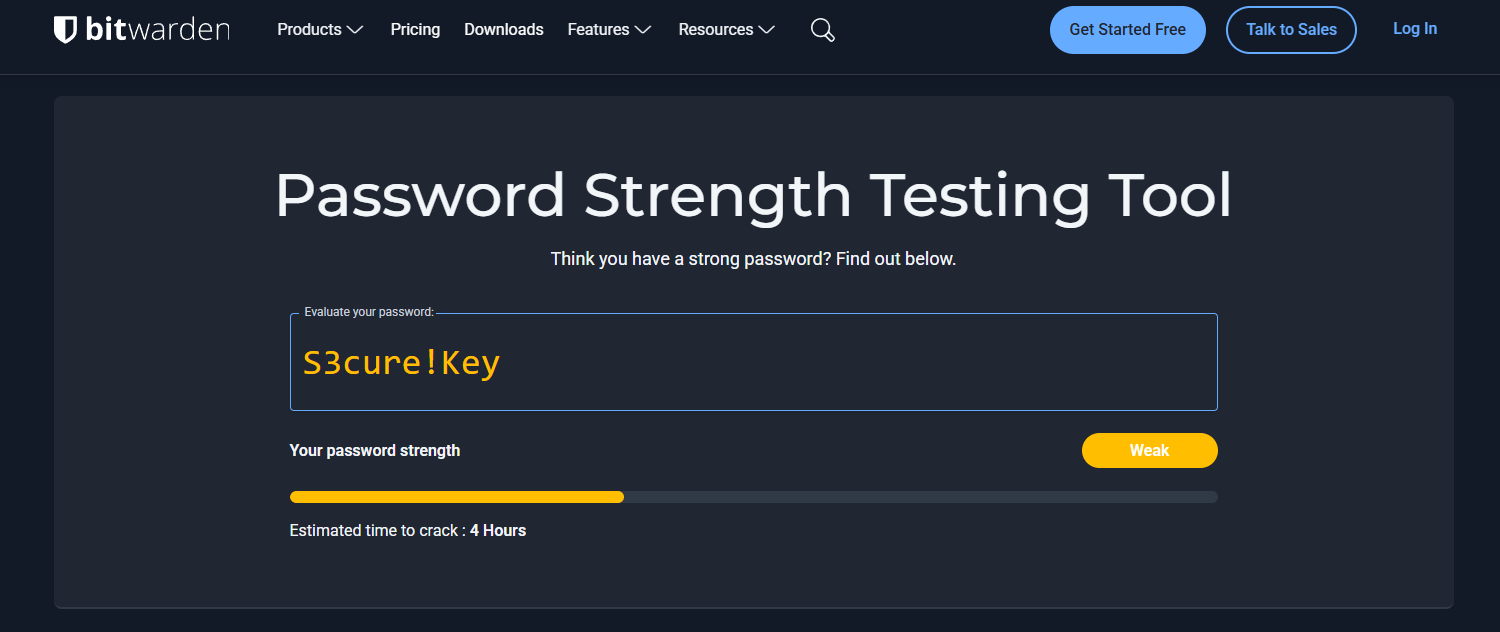 bitwarden Products Pricing Downloads Features Resources Get Started Free Talk to Sales Log In
Password Strength Testing Tool
Think you have a strong password? Find out below.
Evaluate your password:
S3cure!Key
Your password strength Weak
Estimated time to crack : 4 Hours